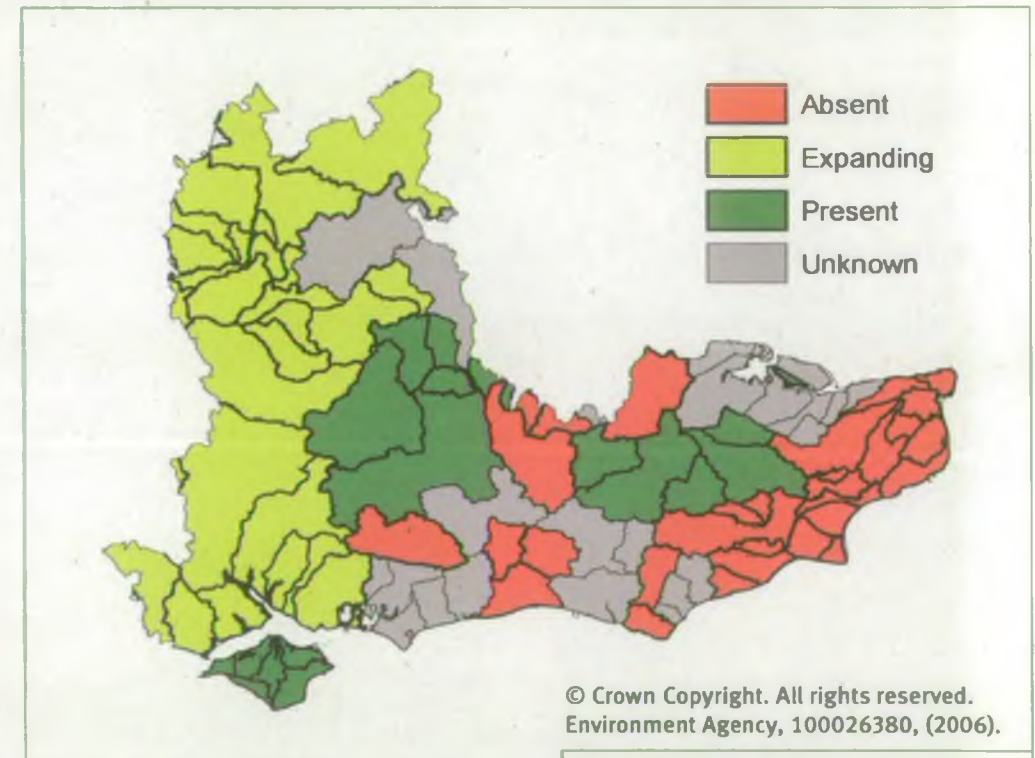 Absent
Expanding
Present
Unknown
© Crown Copyright. All rights reserved.
Environment Agency, 100026380, (2006).